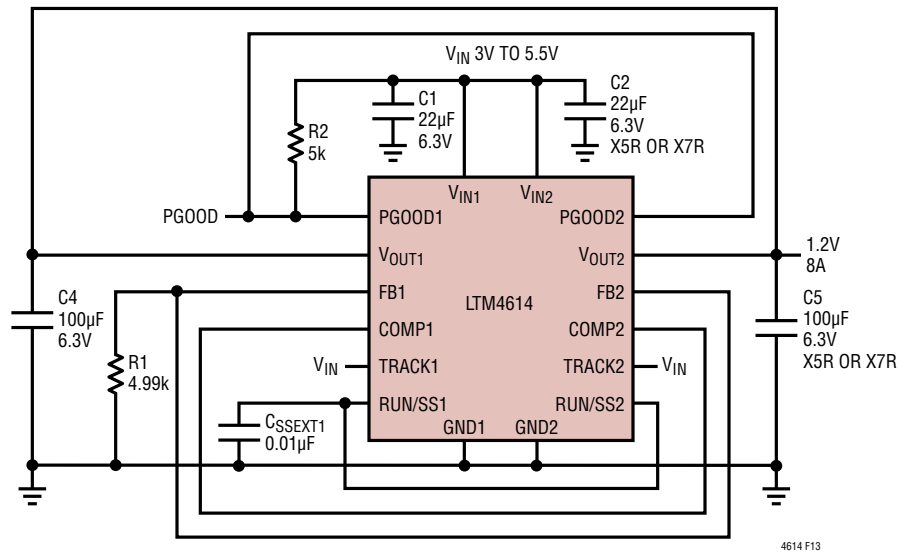 VIN 3V TO 5.5V
C1
22µF
6.3V
C2
22µF
6.3V
X5R OR X7R
R2
5k
VIN1
VIN2
PGOOD
PGOOD1
PGOOD2
VOUT1
VOUT2
1.2V
8A
FB1
LTM4614
FB2
C4
100µF
6.3V
C5
100µF
6.3V
X5R OR X7R
COMP1
COMP2
R1
4.99k
VIN
TRACK1
TRACK2
VIN
RUN/SS1
RUN/SS2
CSSEXT1
0.01µF
GND1
GND2
4614 F13